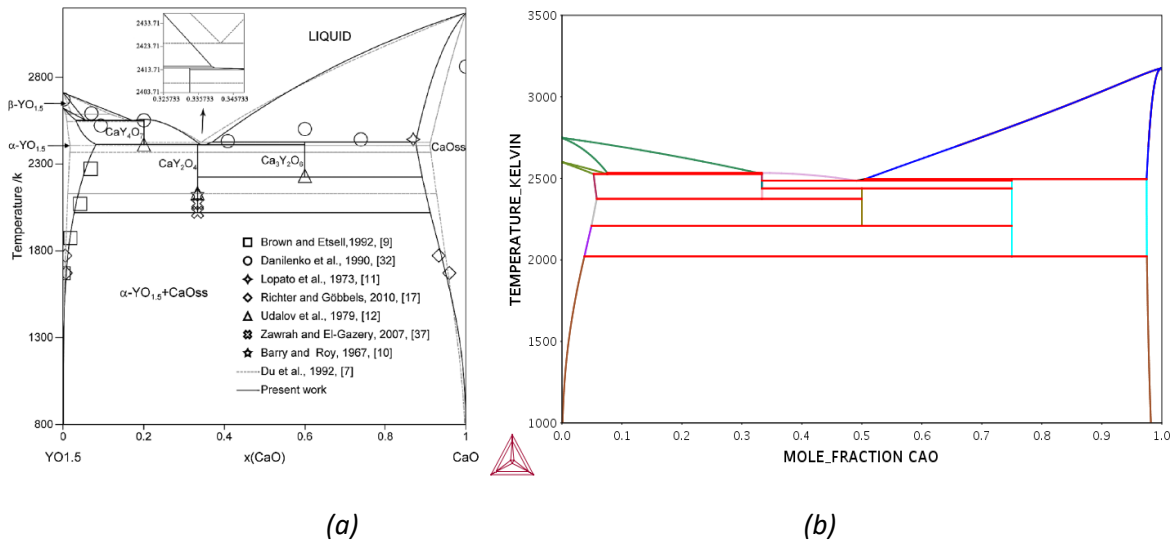 2433.71
2423.71
2413.71
2403.71
0.325733
0.335733
0.345733
LIQUID
2800
2300
1800
1300
800
Temperature /k
β-YO1.5
α-YO1.5
CaY4O7
CaY2O4
Ca3Y2O6
CaOss
Brown and Etsell,1992, [9]
Danilenko et al., 1990, [32]
Lopato et al., 1973, [11]
Richter and Göbbels, 2010, [17]
Udalov et al., 1979, [12]
Zawrah and El-Gazery, 2007, [37]
Barry and Roy, 1967, [10]
Du et al., 1992, [7]
Present work
α-YO1.5+CaOss
0 0.2 0.4 0.6 0.8 1
YO1.5 x(CaO) CaO
(a)
3500
3000
2500
2000
1500
1000
TEMPERATURE_KELVIN
0.0 0.1 0.2 0.3 0.4 0.5 0.6 0.7 0.8 0.9 1.0
MOLE_FRACTION CAO
(b)